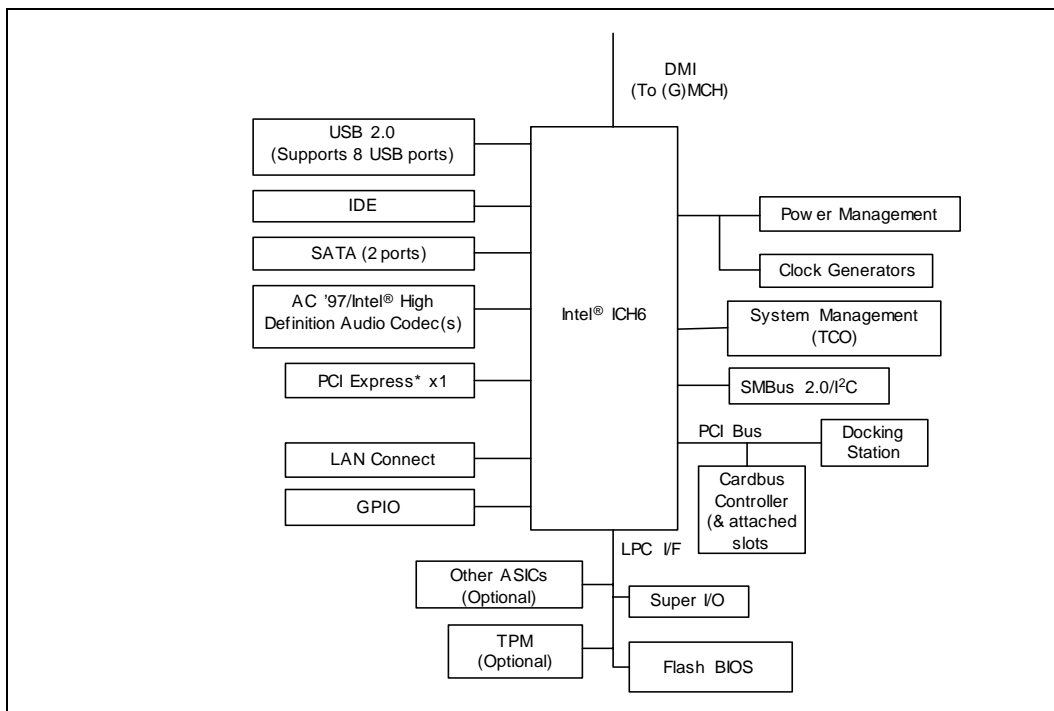 DMI
(To (G)MCH)
USB 2.0
(Supports 8 USB ports)
IDE
SATA (2 ports)
AC '97/Intel® High
Definition Audio Codec(s)
PCI Express* x1
LAN Connect
GPIO
Intel® ICH6
Power Management
Clock Generators
System Management
(TCO)
SMBus 2.0/I²C
PCI Bus
Docking
Station
Cardbus
Controller
(& attached
slots
LPC I/F
Other ASICs
(Optional)
Super I/O
TPM
(Optional)
Flash BIOS